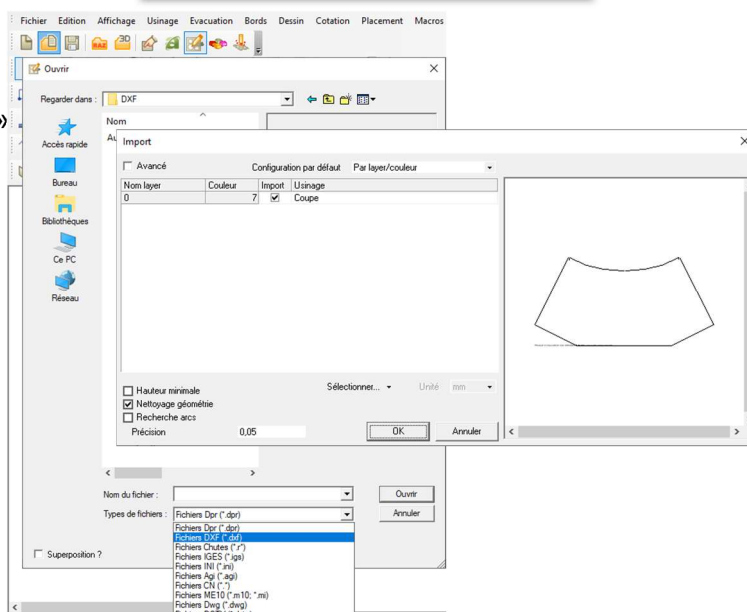 Fichier Edition Affichage Usinage Evacuation Bords Dessin Cotation Placement Macros
RAZ 3D
Ouvrir
Regarder dans : DXF
Nom
Accès rapide
Bureau
Bibliothèques
Ce PC
Réseau
Import
Avancé Configuration par défaut Par layer/couleur
Nom layer Couleur Import Usinage
0 7 Coupe
Hauteur minimale Sélectionner... Unité mm
Nettoyage géométrie
Recherche arcs
Précision 0,05 OK Annuler
Nom du fichier : Ouvrir
Types de fichiers : Fichiers Dpr (*.dpr) Annuler
Fichiers Dpr (*.dpr)
Fichiers DXF (*.dxf)
Superposition ? Fichiers Chutes (*.r*)
Fichiers IGES (*.igs)
Fichiers INI (*.ini)
Fichiers Agi (*.agi)
Fichiers CN (*.*)
Fichiers ME10 (*.m10; *.mi)
Fichiers Dwg (*.dwg)